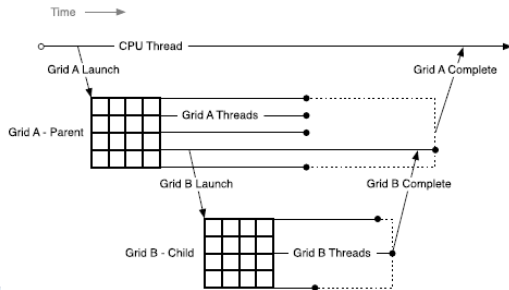 Time
CPU Thread
Grid A Launch
Grid A Complete
Grid A Threads
Grid A - Parent
Grid B Launch
Grid B Complete
Grid B - Child
Grid B Threads